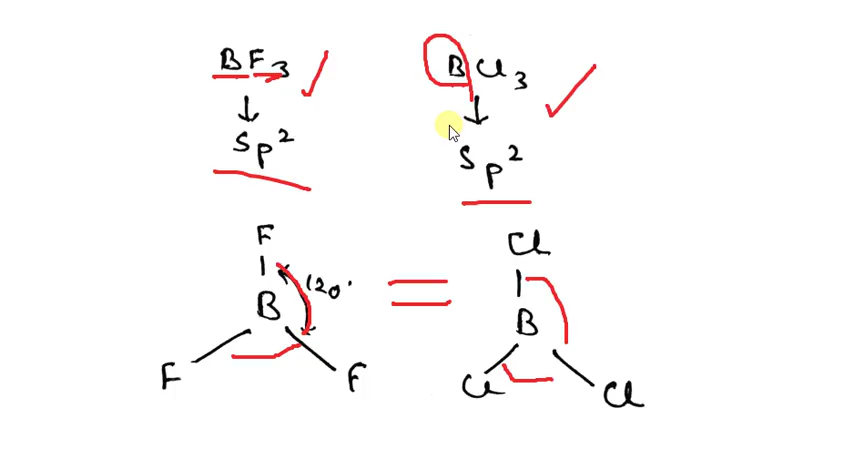 BF3 BCl3
↓ ↓
Sp² Sp²
F Cl
120°
B = B
F F Cl Cl